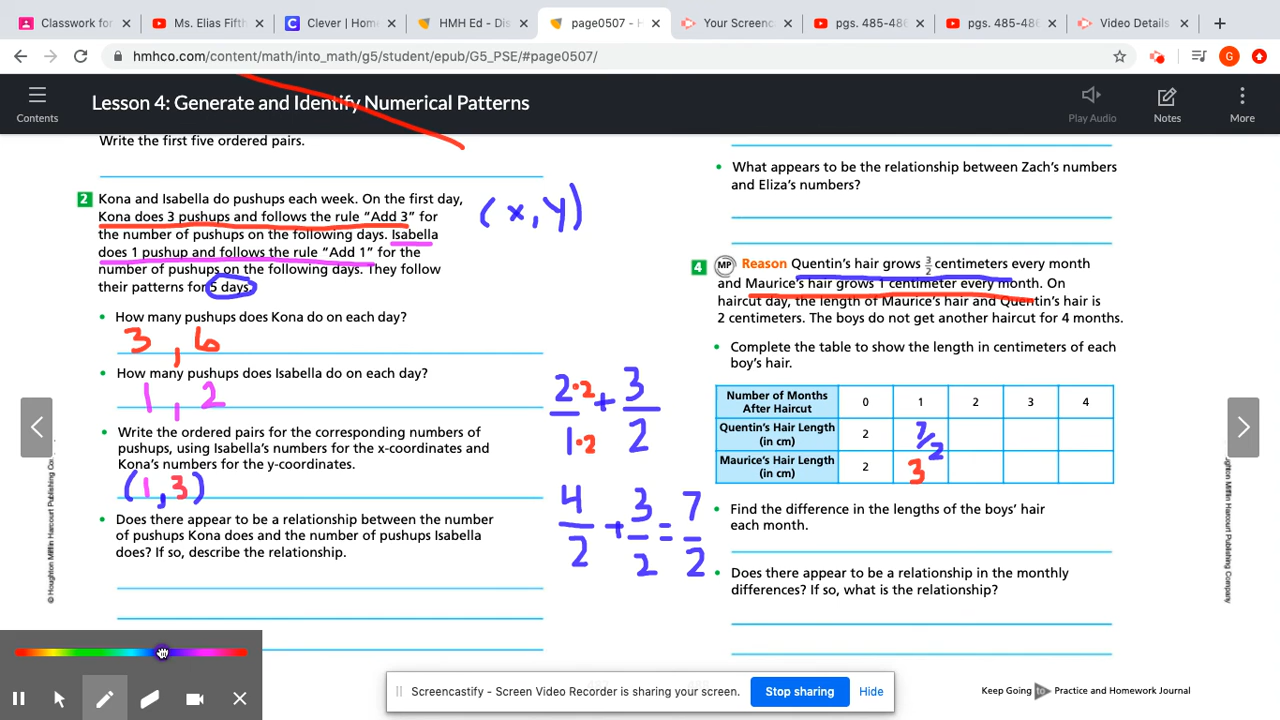 Classwork for
Ms. Elias Fifth
Clever | Home
HMH Ed - Dis
page0507 - H
Your Screenc
pgs. 485-486
pgs. 485-486
Video Details
hmhco.com/content/math/into_math/g5/student/epub/G5_PSE/#page0507/
G
Contents
Lesson 4: Generate and Identify Numerical Patterns
Play Audio
Notes
More
Write the first five ordered pairs.
2 Kona and Isabella do pushups each week. On the first day,
Kona does 3 pushups and follows the rule “Add 3” for
the number of pushups on the following days. Isabella
does 1 pushup and follows the rule “Add 1” for the
number of pushups on the following days. They follow
their patterns for 5 days.
(x, y)
• How many pushups does Kona do on each day?
3, 6
• How many pushups does Isabella do on each day?
1, 2
• Write the ordered pairs for the corresponding numbers of
pushups, using Isabella’s numbers for the x-coordinates and
Kona’s numbers for the y-coordinates.
(1, 3)
• Does there appear to be a relationship between the number
of pushups Kona does and the number of pushups Isabella
does? If so, describe the relationship.
© Houghton Mifflin Harcourt Publishing Company
2·2/1·2 + 3/2
4/2 + 3/2 = 7/2
• What appears to be the relationship between Zach’s numbers
and Eliza’s numbers?
4 MP Reason Quentin’s hair grows 3/2 centimeters every month
and Maurice’s hair grows 1 centimeter every month. On
haircut day, the length of Maurice’s hair and Quentin’s hair is
2 centimeters. The boys do not get another haircut for 4 months.
• Complete the table to show the length in centimeters of each
boy’s hair.
Number of Months
After Haircut 0 1 2 3 4
Quentin’s Hair Length
(in cm) 2 7/2
Maurice’s Hair Length
(in cm) 2 3
• Find the difference in the lengths of the boys’ hair
each month.
• Does there appear to be a relationship in the monthly
differences? If so, what is the relationship?
Keep Going to Practice and Homework Journal
Screencastify - Screen Video Recorder is sharing your screen.
Stop sharing
Hide